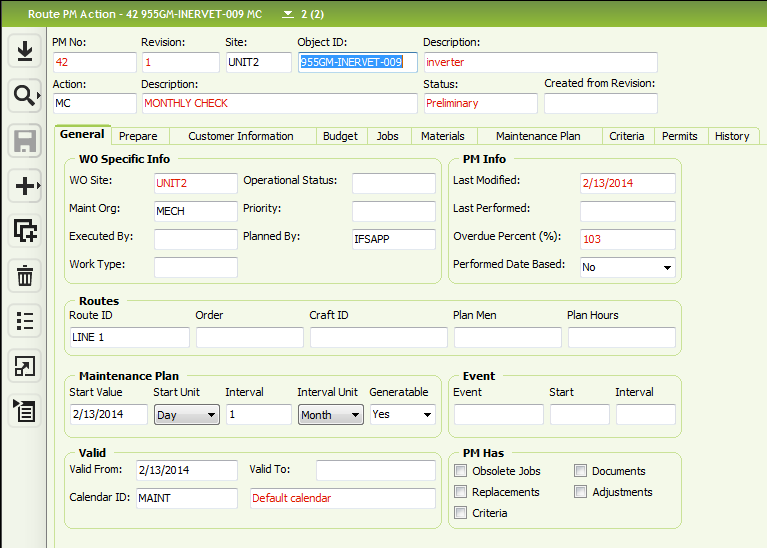 Route PM Action - 42 955GM-INERVET-009 MC 2 (2)
PM No: Revision: Site: Object ID: Description:
42 1 UNIT2 955GM-INERVET-009 inverter
Action: Description: Status: Created from Revision:
MC MONTHLY CHECK Preliminary
General Prepare Customer Information Budget Jobs Materials Maintenance Plan Criteria Permits History
WO Specific Info PM Info
WO Site: UNIT2 Operational Status: Last Modified: 2/13/2014
Maint Org: MECH Priority: Last Performed:
Executed By: Planned By: IFSAPP Overdue Percent (%): 103
Work Type: Performed Date Based: No
Routes
Route ID Order Craft ID Plan Men Plan Hours
LINE 1
Maintenance Plan Event
Start Value Start Unit Interval Interval Unit Generatable Event Start Interval
2/13/2014 Day 1 Month Yes
Valid PM Has
Valid From: 2/13/2014 Valid To: Obsolete Jobs Documents
Calendar ID: MAINT Default calendar Replacements Adjustments
Criteria